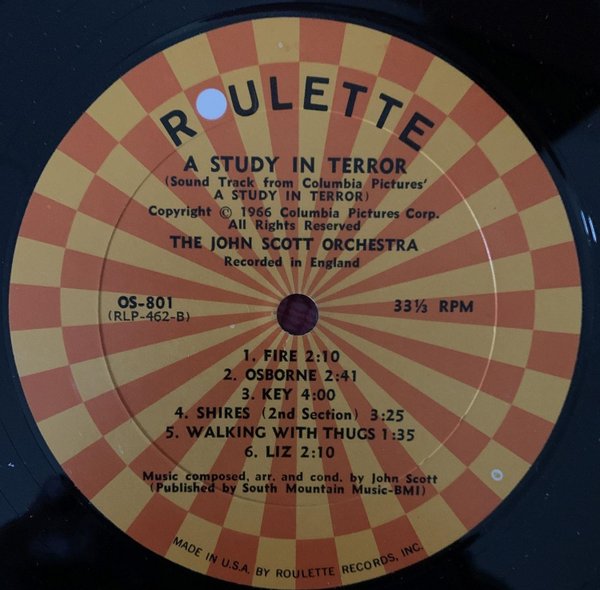 ROULETTE
A STUDY IN TERROR
(Sound Track from Columbia Pictures'
A STUDY IN TERROR)
Copyright © 1966 Columbia Pictures Corp.
All Rights Reserved
THE JOHN SCOTT ORCHESTRA
Recorded in England
OS-801
(RLP-462-B)
33⅓ RPM
1. FIRE 2:10
2. OSBORNE 2:41
3. KEY 4:00
4. SHIRES (2nd Section) 3:25
5. WALKING WITH THUGS 1:35
6. LIZ 2:10
Music composed, arr. and cond. by John Scott
(Published by South Mountain Music-BMI)
MADE IN U.S.A. BY ROULETTE RECORDS, INC.